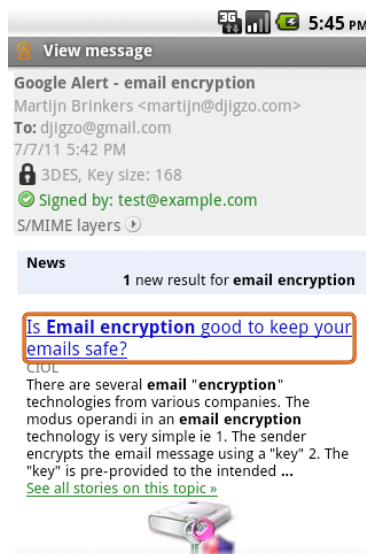 3G 5:45 PM
View message
Google Alert - email encryption
Martijn Brinkers <martijn@djigzo.com>
To: djigzo@gmail.com
7/7/11 5:42 PM
3DES, Key size: 168
Signed by: test@example.com
S/MIME layers
News
1 new result for email encryption
Is Email encryption good to keep your
emails safe?
CIOL
There are several email "encryption"
technologies from various companies. The
modus operandi in an email encryption
technology is very simple ie 1. The sender
encrypts the email message using a "key" 2. The
"key" is pre-provided to the intended ...
See all stories on this topic »